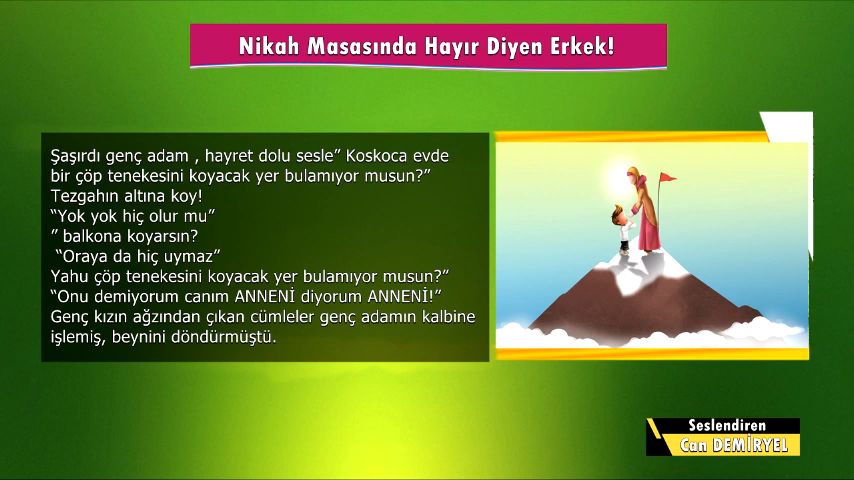 Nikah Masasında Hayır Diyen Erkek!
Şaşırdı genç adam , hayret dolu sesle” Koskoca evde
bir çöp tenekesini koyacak yer bulamıyor musun?”
Tezgahın altına koy!
“Yok yok hiç olur mu”
” balkona koyarsın?
“Oraya da hiç uymaz”
Yahu çöp tenekesini koyacak yer bulamıyor musun?”
“Onu demiyorum canım ANNENİ diyorum ANNENİ!”
Genç kızın ağzından çıkan cümleler genç adamın kalbine
işlemiş, beynini döndürmüştü.
Seslendiren
Can DEMİRYEL